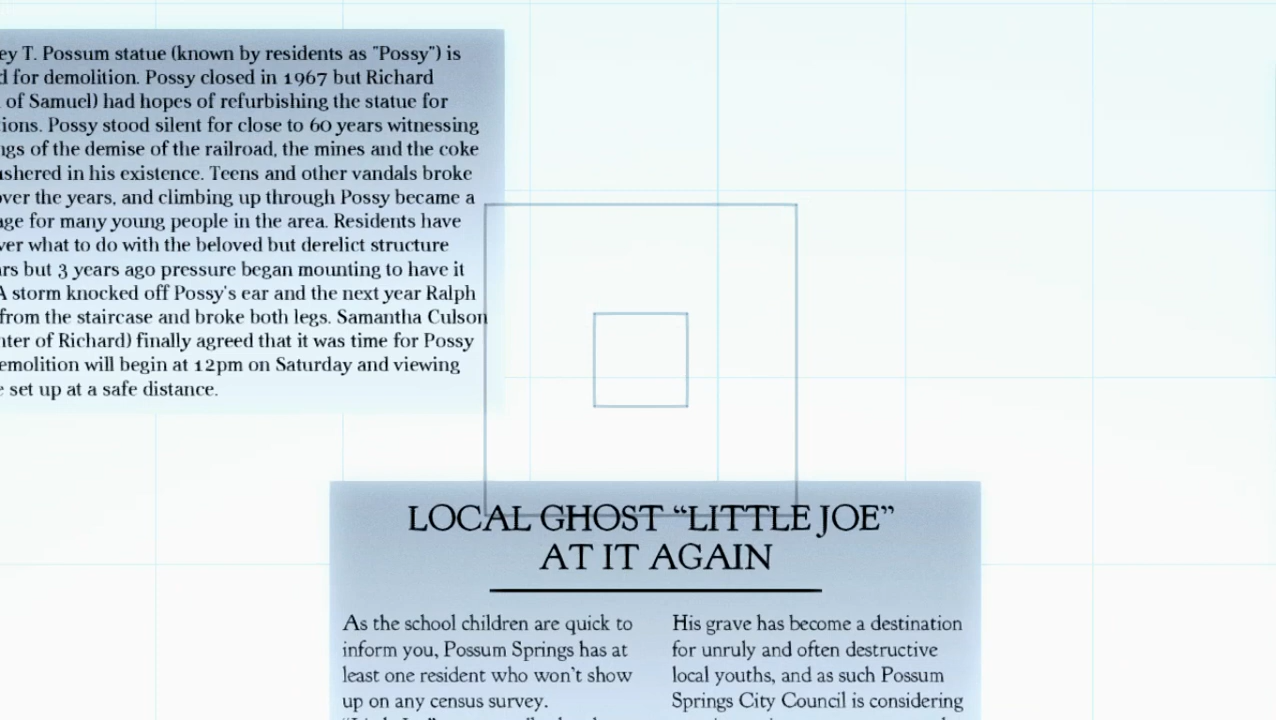 ey T. Possum statue (known by residents as "Possy") is
d for demolition. Possy closed in 1967 but Richard
of Samuel) had hopes of refurbishing the statue for
ions. Possy stood silent for close to 60 years witnessing
ngs of the demise of the railroad, the mines and the coke
ushered in his existence. Teens and other vandals broke
over the years, and climbing up through Possy became a
age for many young people in the area. Residents have
ver what to do with the beloved but derelict structure
rs but 3 years ago pressure began mounting to have it
A storm knocked off Possy's ear and the next year Ralph
from the staircase and broke both legs. Samantha Culson
hter of Richard) finally agreed that it was time for Possy
emolition will begin at 12pm on Saturday and viewing
e set up at a safe distance.
LOCAL GHOST “LITTLE JOE”
AT IT AGAIN
As the school children are quick to
inform you, Possum Springs has at
least one resident who won't show
up on any census survey.
His grave has become a destination
for unruly and often destructive
local youths, and as such Possum
Springs City Council is considering